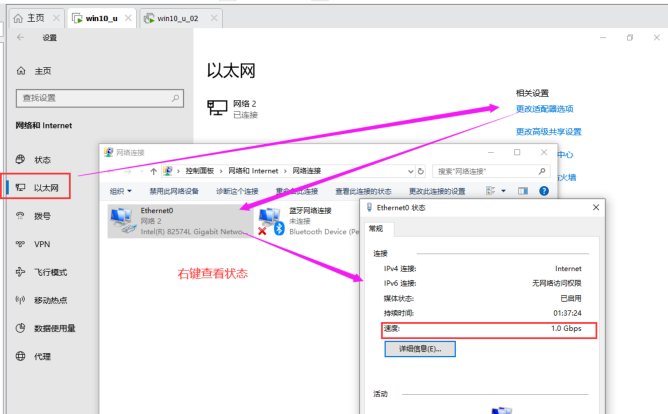 主页
win10_u
win10_u_02
设置
主页
查找设置
网络和 Internet
状态
以太网
拨号
VPN
飞行模式
移动热点
数据使用量
代理
以太网
网络 2
已连接
相关设置
更改适配器选项
更改高级共享设置
中心
火墙
网络连接
控制面板 › 网络和 Internet › 网络连接
搜索"网络连接"
组织 禁用此网络设备 诊断这个连接 重命名此连接 查看此连接的状态 更改此连接的设置
Ethernet0
网络 2
Intel(R) 82574L Gigabit Netwo...
蓝牙网络连接
未连接
Bluetooth Device (Pe
右键查看状态
Ethernet0 状态
常规
连接
IPv4 连接: Internet
IPv6 连接: 无网络访问权限
媒体状态: 已启用
持续时间: 01:37:24
速度: 1.0 Gbps
详细信息(E)...
活动